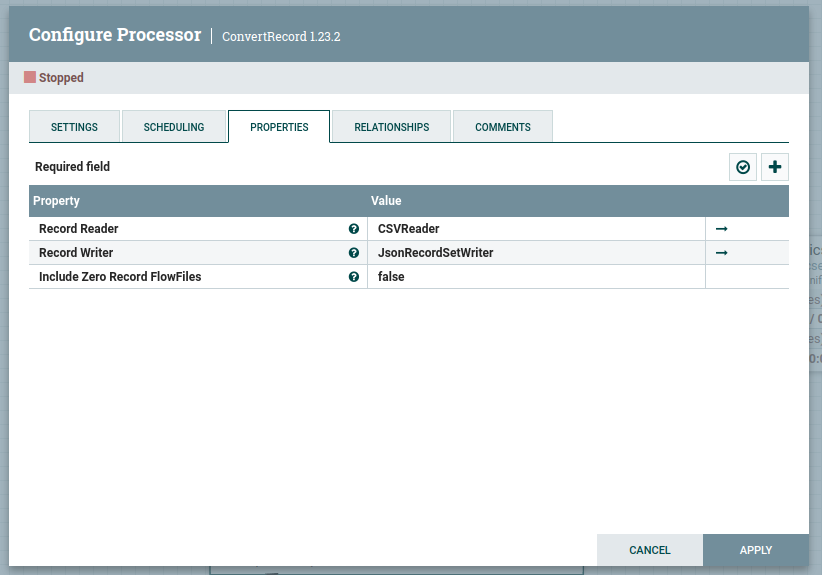 Configure Processor | ConvertRecord 1.23.2
Stopped
SETTINGS SCHEDULING PROPERTIES RELATIONSHIPS COMMENTS
Required field
Property Value
Record Reader CSVReader
Record Writer JsonRecordSetWriter
Include Zero Record FlowFiles false
CANCEL APPLY